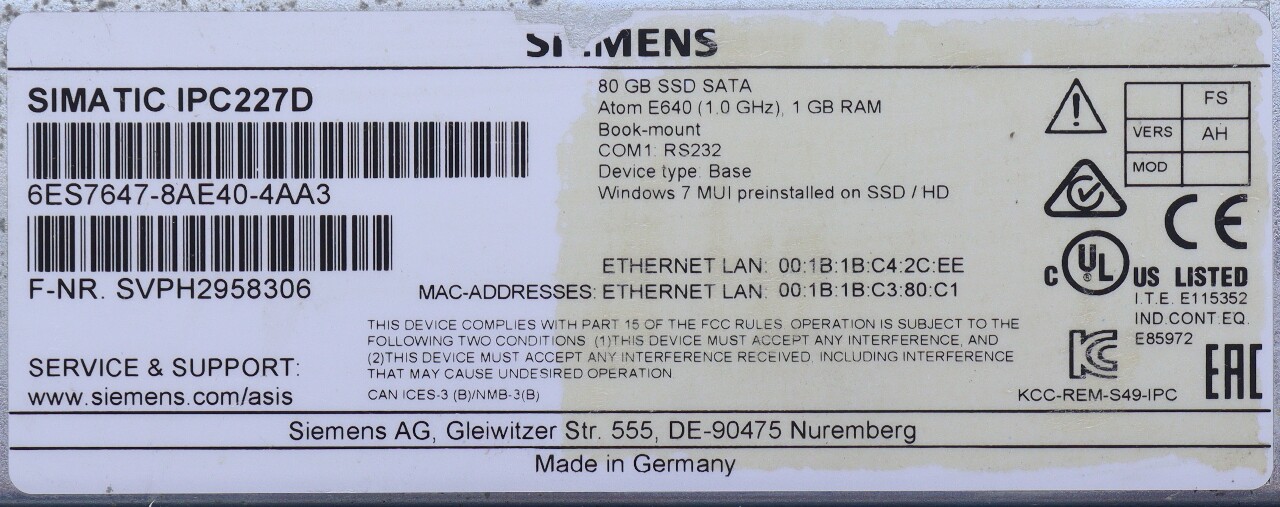 SIEMENS
SIMATIC IPC227D
6ES7647-8AE40-4AA3
F-NR. SVPH2958306
80 GB SSD SATA
Atom E640 (1.0 GHz), 1 GB RAM
Book-mount
COM1: RS232
Device type: Base
Windows 7 MUI preinstalled on SSD / HD
FS
VERS AH
MOD
CE
ETHERNET LAN: 00:1B:1B:C4:2C:EE
MAC-ADDRESSES: ETHERNET LAN: 00:1B:1B:C3:80:C1
C UL ® US LISTED
I.T.E. E115352
IND.CONT.EQ.
E85972
THIS DEVICE COMPLIES WITH PART 15 OF THE FCC RULES. OPERATION IS SUBJECT TO THE
FOLLOWING TWO CONDITIONS: (1)THIS DEVICE MUST ACCEPT ANY INTERFERENCE, AND
(2)THIS DEVICE MUST ACCEPT ANY INTERFERENCE RECEIVED, INCLUDING INTERFERENCE
THAT MAY CAUSE UNDESIRED OPERATION.
CAN ICES-3 (B)/NMB-3(B)
SERVICE & SUPPORT:
www.siemens.com/asis
KC
KCC-REM-S49-IPC
EAC
Siemens AG, Gleiwitzer Str. 555, DE-90475 Nuremberg
Made in Germany